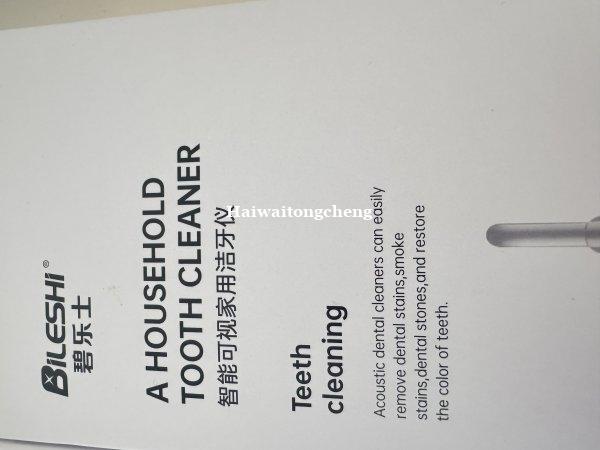 BiLESHi®
碧乐士
A HOUSEHOLD
TOOTH CLEANER
智能可视家用洁牙仪
Teeth
cleaning
Acoustic dental cleaners can easily
remove dental stains,smoke
stains,dental stones,and restore
the color of teeth.
Haiwaitongcheng